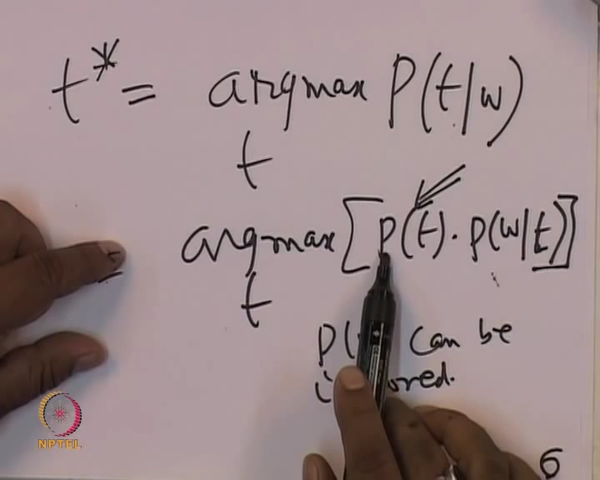 t* = argmax P(t/w)
t
argmax [P(t). P(w|t)]
t
can be
NPTEL
6